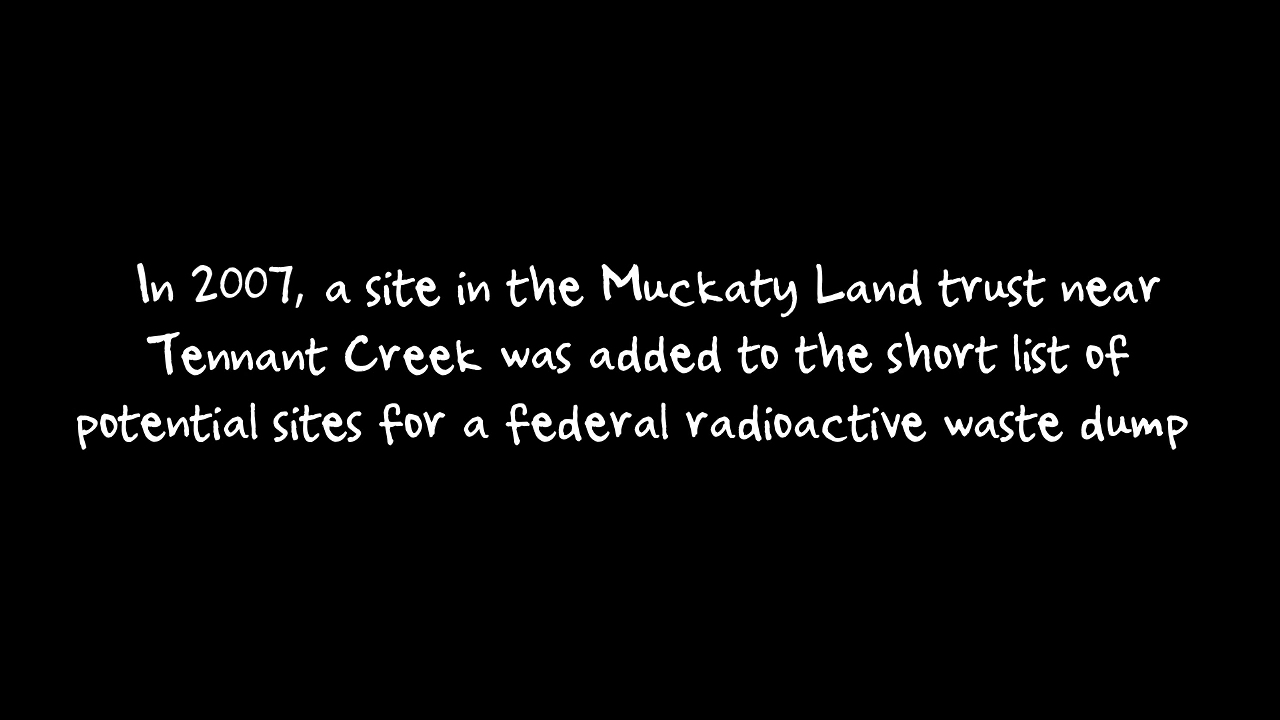 In 2007, a site in the Muckaty Land trust near
Tennant Creek was added to the short list of
potential sites for a federal radioactive waste dump